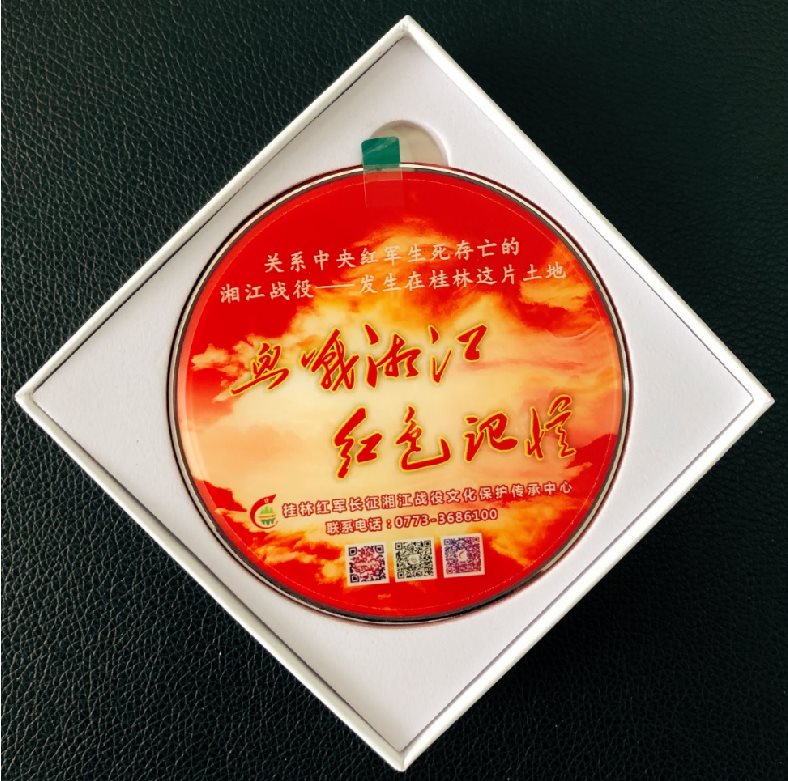 关系中央红军生死存亡的
湘江战役——发生在桂林这片土地
血战湘江
红色记忆
桂林红军长征湘江战役文化保护传承中心
联系电话：0773-3686100